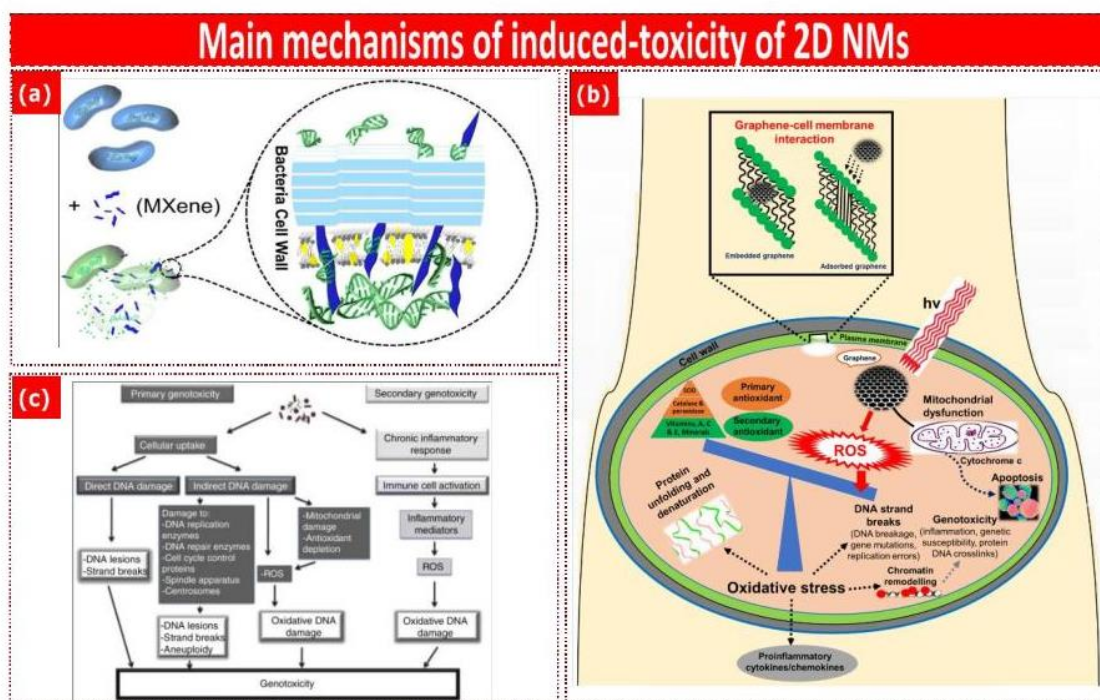 Main mechanisms of induced-toxicity of 2D NMs
(a)
+
(MXene)
Bacteria Cell Wall
(b)
Graphene-cell membrane
interaction
Embedded graphene
Adsorbed graphene
hv
Cell wall
Plasma membrane
Graphene
SOD
Catalase &
peroxidase
Vitamins, A, C
& E, Minerals
Primary
antioxidant
Secondary
antioxidant
ROS
Mitochondrial
dysfunction
Cytochrome c
Apoptosis
Protein
unfolding and
denaturation
DNA strand
breaks
(DNA breakage,
gene mutations,
replication errors)
Genotoxicity
(inflammation, genetic
susceptibility, protein
DNA crosslinks)
Chromatin
remodelling
Oxidative stress
Proinflammatory
cytokines/chemokines
(c)
Primary genotoxicity
Secondary genotoxicity
Cellular uptake
Chronic inflammatory
response
Direct DNA damage
Indirect DNA damage
Immune cell activation
Damage to:
-DNA replication
enzymes
-DNA repair enzymes
-Cell cycle control
proteins
-Spindle apparatus
-Centrosomes
-Mitochondrial
damage
-Antioxidant
depletion
Inflammatory
mediators
-DNA lesions
-Strand breaks
-ROS
ROS
-DNA lesions
-Strand breaks
-Aneuploidy
Oxidative DNA
damage
Oxidative DNA
damage
Genotoxicity